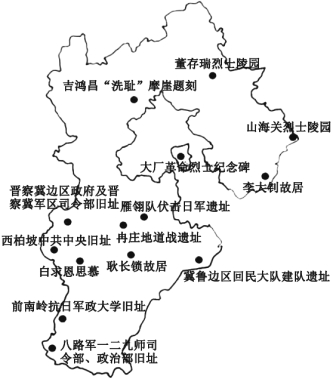 董存瑞烈士陵园
吉鸿昌“洗耻”摩崖题刻
山海关烈士陵园
大厂革命烈士纪念碑
李大钊故居
晋察冀边区政府及晋
察冀军区司令部旧址
雁翎队伏击日军遗址
冉庄地道战遗址
西柏坡中共中央旧址
白求恩思慕
耿长锁故居
冀鲁边区回民大队建队遗址
前南岭抗日军政大学旧址
八路军一二九师司
令部、政治部旧址